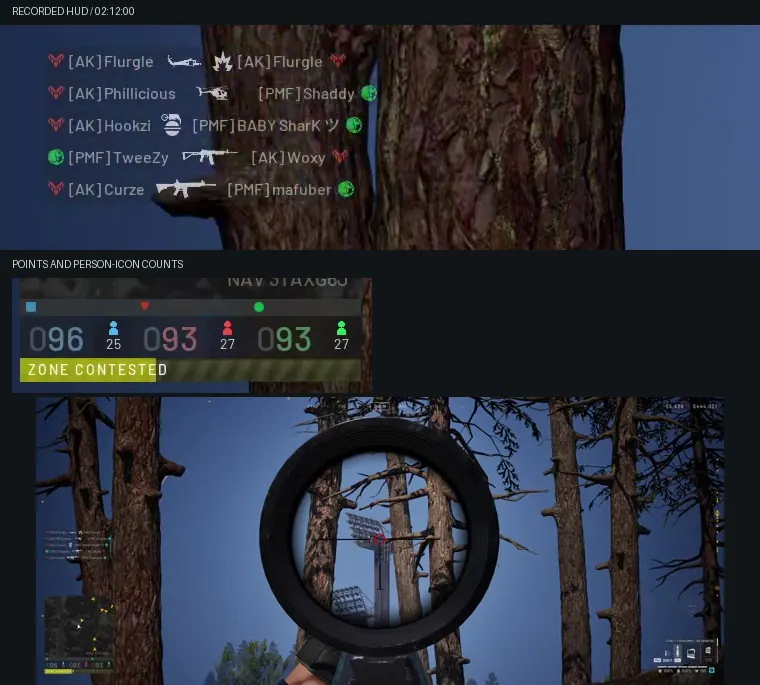 RECORDED HUD / 02:12:00
[AK]Flurgle [AK]Flurgle
[AK]Phillicious [PMF]Shaddy
[AK]Hookzi [PMF]BABY SharK ツ
[PMF]TweeZy [AK]Woxy
[AK]Curze [PMF]mafuber
POINTS AND PERSON-ICON COUNTS
096 25 093 27 093 27
ZONE CONTESTED